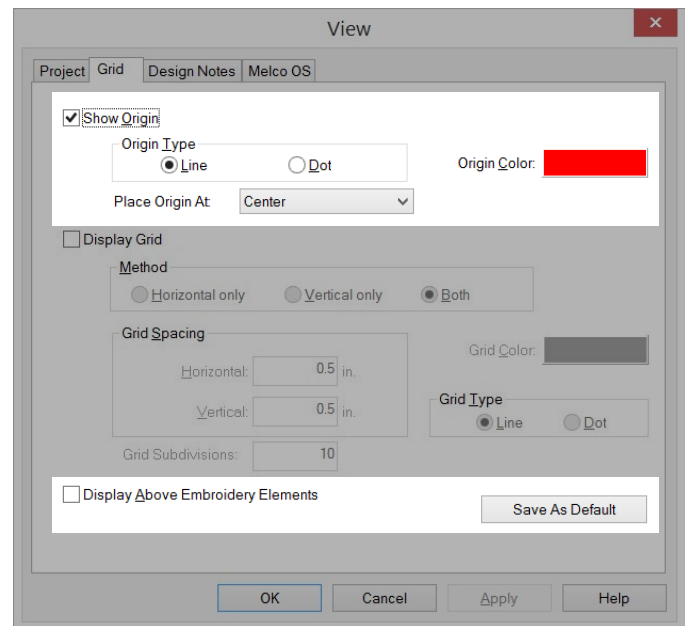 View
Project Grid Design Notes Melco OS
Show Origin
Origin Type
Line Dot Origin Color:
Place Origin At: Center
Display Grid
Method
Horizontal only Vertical only Both
Grid Spacing
Grid Color:
Horizontal: 0.5 in.
Grid Type
Vertical: 0.5 in.
Line Dot
Grid Subdivisions: 10
Display Above Embroidery Elements
Save As Default
OK Cancel Apply Help